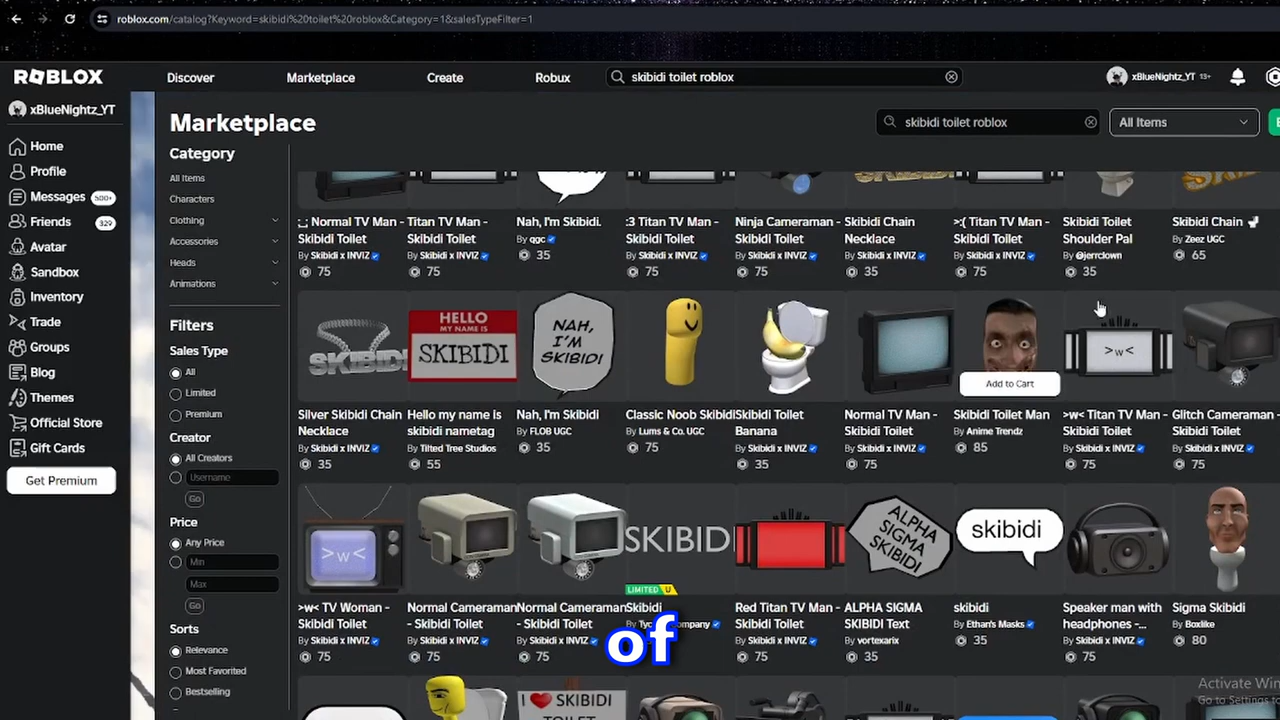 roblox.com/catalog?Keyword=skibidi%20toilet%20roblox&Category=1&salesTypeFilter=1
ROBLOX
Discover
Marketplace
Create
Robux
skibidi toilet roblox
xBlueNightz_YT 13+
xBlueNightz_YT
Home
Profile
Messages 500+
Friends 329
Avatar
Sandbox
Inventory
Trade
Groups
Blog
Themes
Official Store
Gift Cards
Get Premium
Marketplace
skibidi toilet roblox
All Items
Category
All Items
Characters
Clothing
Accessories
Heads
Animations
Filters
Sales Type
All
Limited
Premium
Creator
All Creators
Username
Go
Price
Any Price
Min
Max
Go
Sorts
Relevance
Most Favorited
Bestselling
Normal TV Man -
Skibidi Toilet
By Skibidi x INVIZ
75
Titan TV Man -
Skibidi Toilet
By Skibidi x INVIZ
75
Nah, I'm Skibidi.
By qgc
35
:3 Titan TV Man -
Skibidi Toilet
By Skibidi x INVIZ
75
Ninja Cameraman -
Skibidi Toilet
By Skibidi x INVIZ
75
Skibidi Chain
Necklace
By Skibidi x INVIZ
35
>:( Titan TV Man -
Skibidi Toilet
By Skibidi x INVIZ
75
Skibidi Toilet
Shoulder Pal
By @jerrclown
35
Skibidi Chain
By Zeez UGC
65
SKIBIDI
Silver Skibidi Chain
Necklace
By Skibidi x INVIZ
35
HELLO
MY NAME IS
SKIBIDI
Hello my name is
skibidi nametag
By Tilted Tree Studios
55
NAH,
I'M
SKIBIDI
Nah, I'm Skibidi
By FLOB UGC
35
Classic Noob Skibidi
By Lums & Co. UGC
75
Skibidi Toilet
Banana
By Skibidi x INVIZ
35
Normal TV Man -
Skibidi Toilet
By Skibidi x INVIZ
75
Add to Cart
Skibidi Toilet Man
By Anime Trendz
85
>w<
>w< Titan TV Man -
Skibidi Toilet
By Skibidi x INVIZ
75
Glitch Cameraman -
Skibidi Toilet
By Skibidi x INVIZ
75
>w<
>w< TV Woman -
Skibidi Toilet
By Skibidi x INVIZ
75
Normal Cameraman
- Skibidi Toilet
By Skibidi x INVIZ
75
Normal Cameraman
- Skibidi Toilet
By Skibidi x INVIZ
75
SKIBIDI
LIMITED U
Skibidi
of
Red Titan TV Man -
Skibidi Toilet
By Skibidi x INVIZ
75
ALPHA
SIGMA
SKIBIDI
ALPHA SIGMA
SKIBIDI Text
By vortexarix
35
skibidi
skibidi
By Ethan's Masks
35
Speaker man with
headphones -...
By Skibidi x INVIZ
75
Sigma Skibidi
By Boxlike
80
I ♥ SKIBIDI
TOILET
Activate Win
Go to Settings to